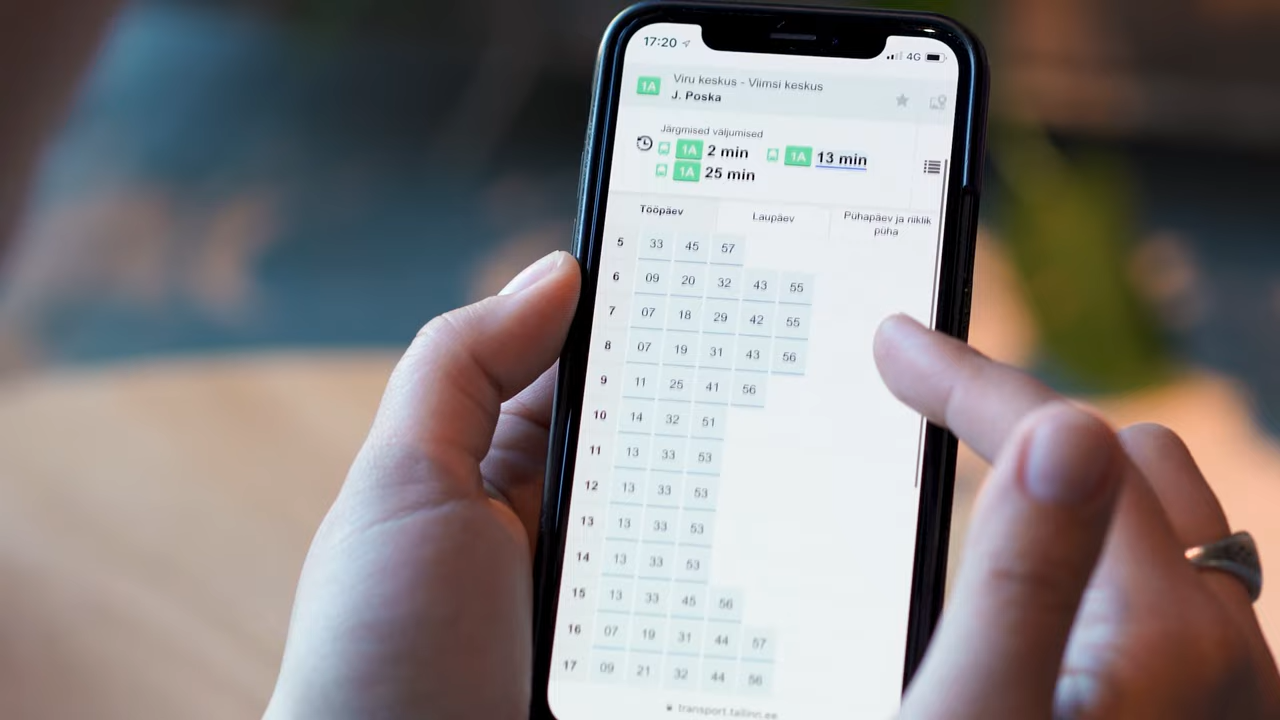 17:20 4G
1A Viru keskus - Viimsi keskus
J. Poska
Järgmised väljumised
1A 2 min 1A 13 min
1A 25 min
Tööpäev Laupäev Pühapäev ja riiklik
püha
5 33 45 57
6 09 20 32 43 55
7 07 18 29 42 55
8 07 19 31 43 56
9 11 25 41 56
10 14 32 51
11 13 33 53
12 13 33 53
13 13 33 53
14 13 33 53
15 13 33 45 56
16 07 19 31 44 57
17 09 21 32 44 56
transport.tallinn.ee